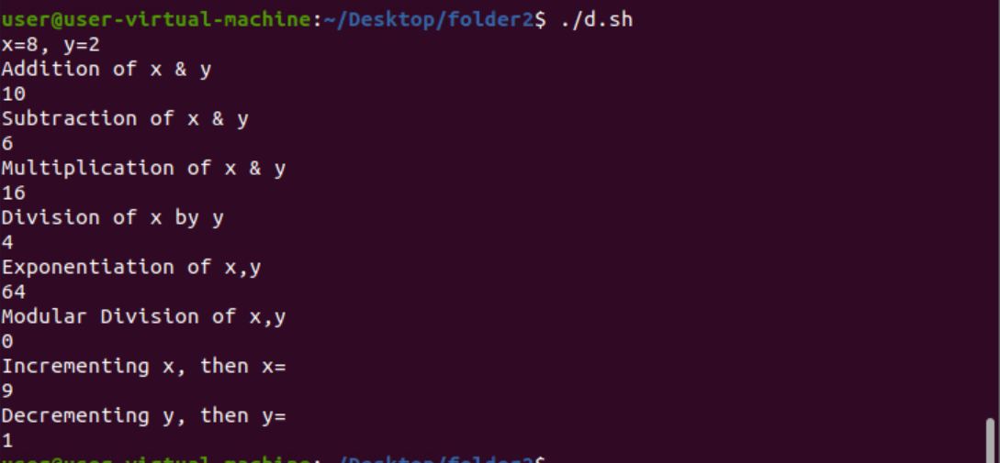 user@user-virtual-machine:~/Desktop/folder2$ ./d.sh
x=8, y=2
Addition of x & y
10
Subtraction of x & y
6
Multiplication of x & y
16
Division of x by y
4
Exponentiation of x,y
64
Modular Division of x,y
0
Incrementing x, then x=
9
Decrementing y, then y=
1
user@user-virtual-machine:~/Desktop/folder2$